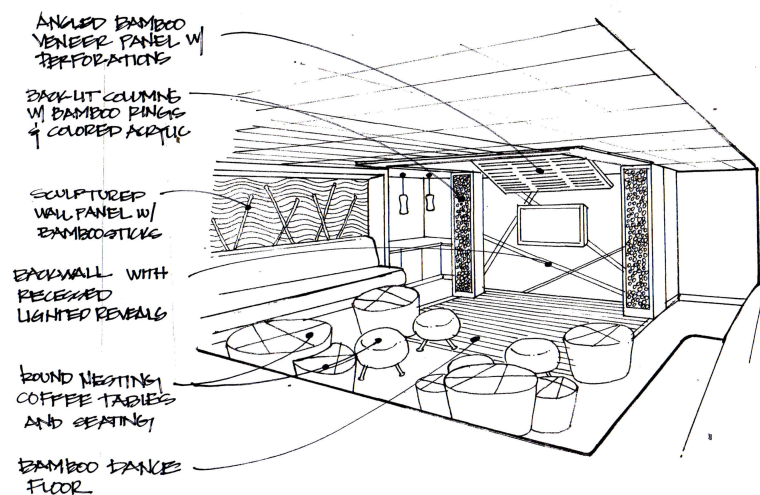 ANGLED BAMBOO
VENEER PANEL W/
PERFORATIONS
BACK-LIT COLUMNS
W/ BAMBOO RINGS
& COLORED ACRYLIC
SCULPTURED
WALL PANEL W/
BAMBOO STICKS
BACKWALL WITH
RECESSED
LIGHTED REVEALS
ROUND NESTING
COFFEE TABLES
AND SEATING
BAMBOO DANCE
FLOOR